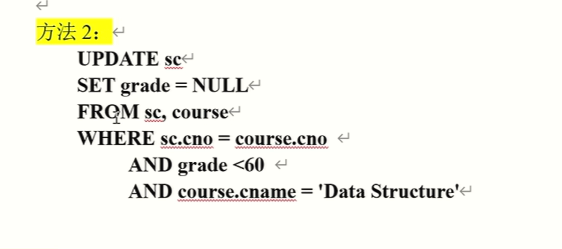 方法 2：
UPDATE sc
SET grade = NULL
FROM sc, course
WHERE sc.cno = course.cno
AND grade <60
AND course.cname = 'Data Structure'